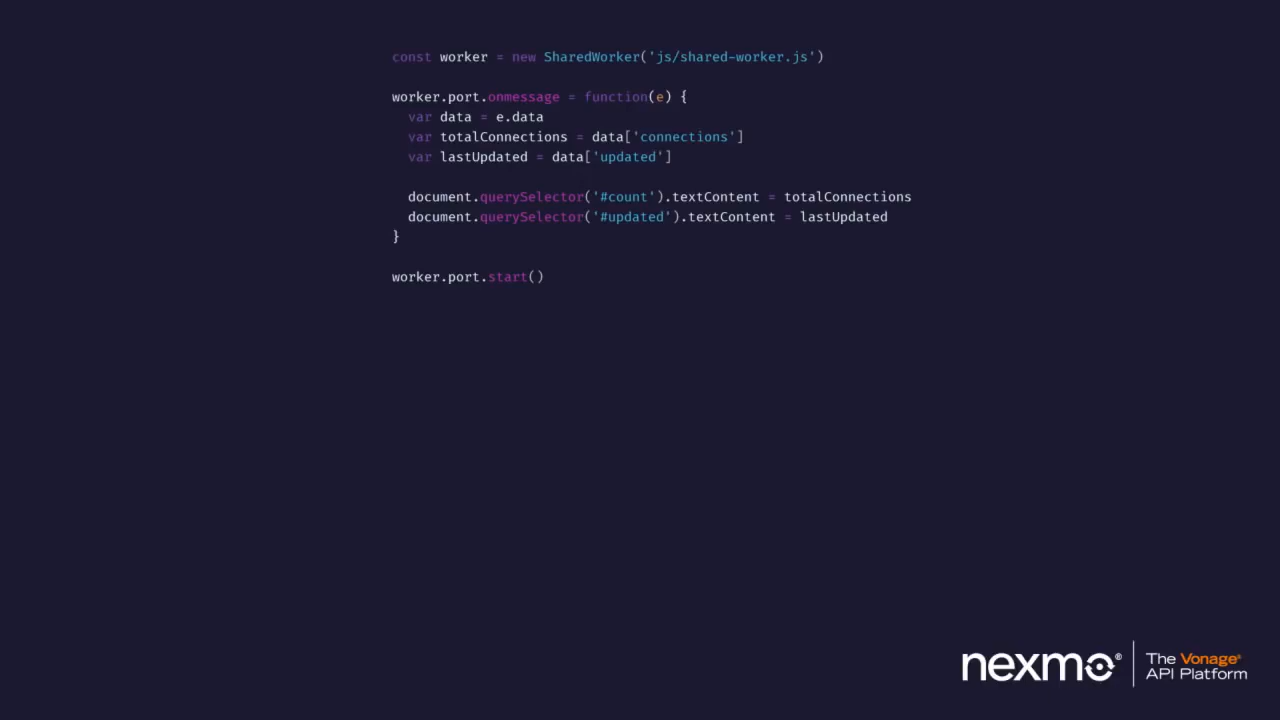 const worker = new SharedWorker('js/shared-worker.js')
worker.port.onmessage = function(e) {
var data = e.data
var totalConnections = data['connections']
var lastUpdated = data['updated']
document.querySelector('#count').textContent = totalConnections
document.querySelector('#updated').textContent = lastUpdated
}
worker.port.start()
nexmo®
The Vonage®
API Platform